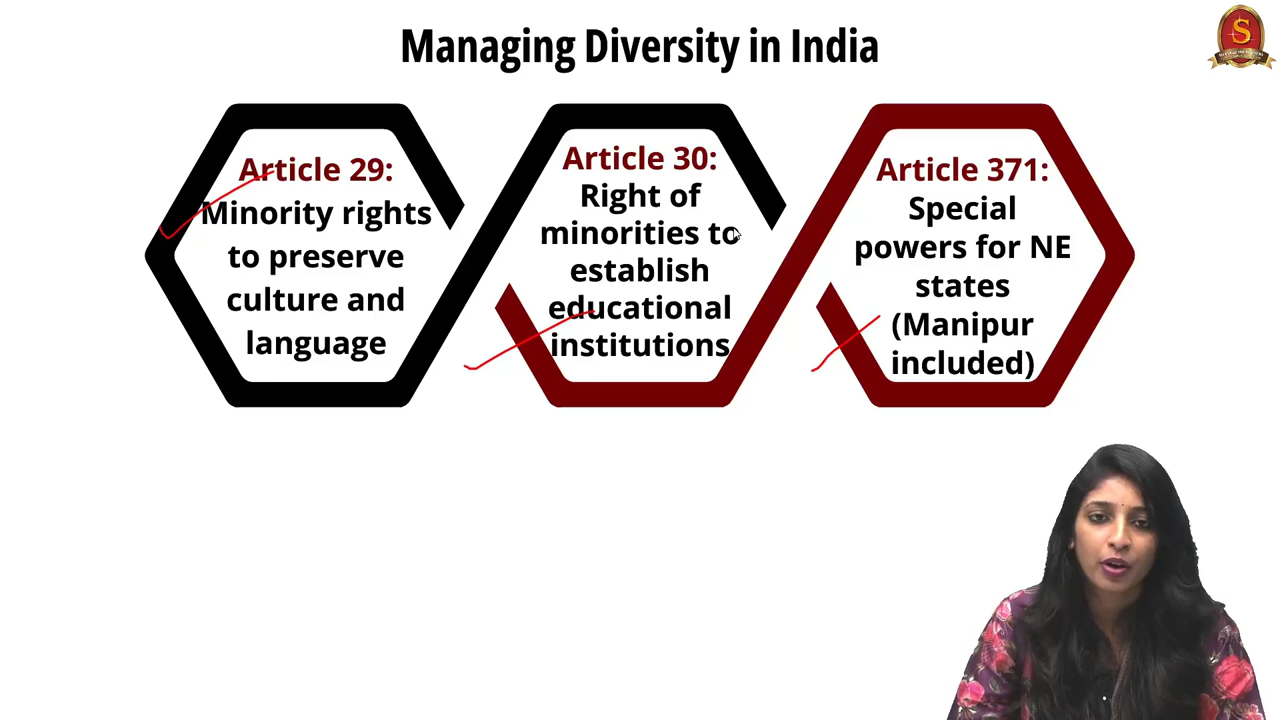 Managing Diversity in India
S
Article 29:
Minority rights
to preserve
culture and
language
Article 30:
Right of
minorities to
establish
educational
institutions
Article 371:
Special
powers for NE
states
(Manipur
included)